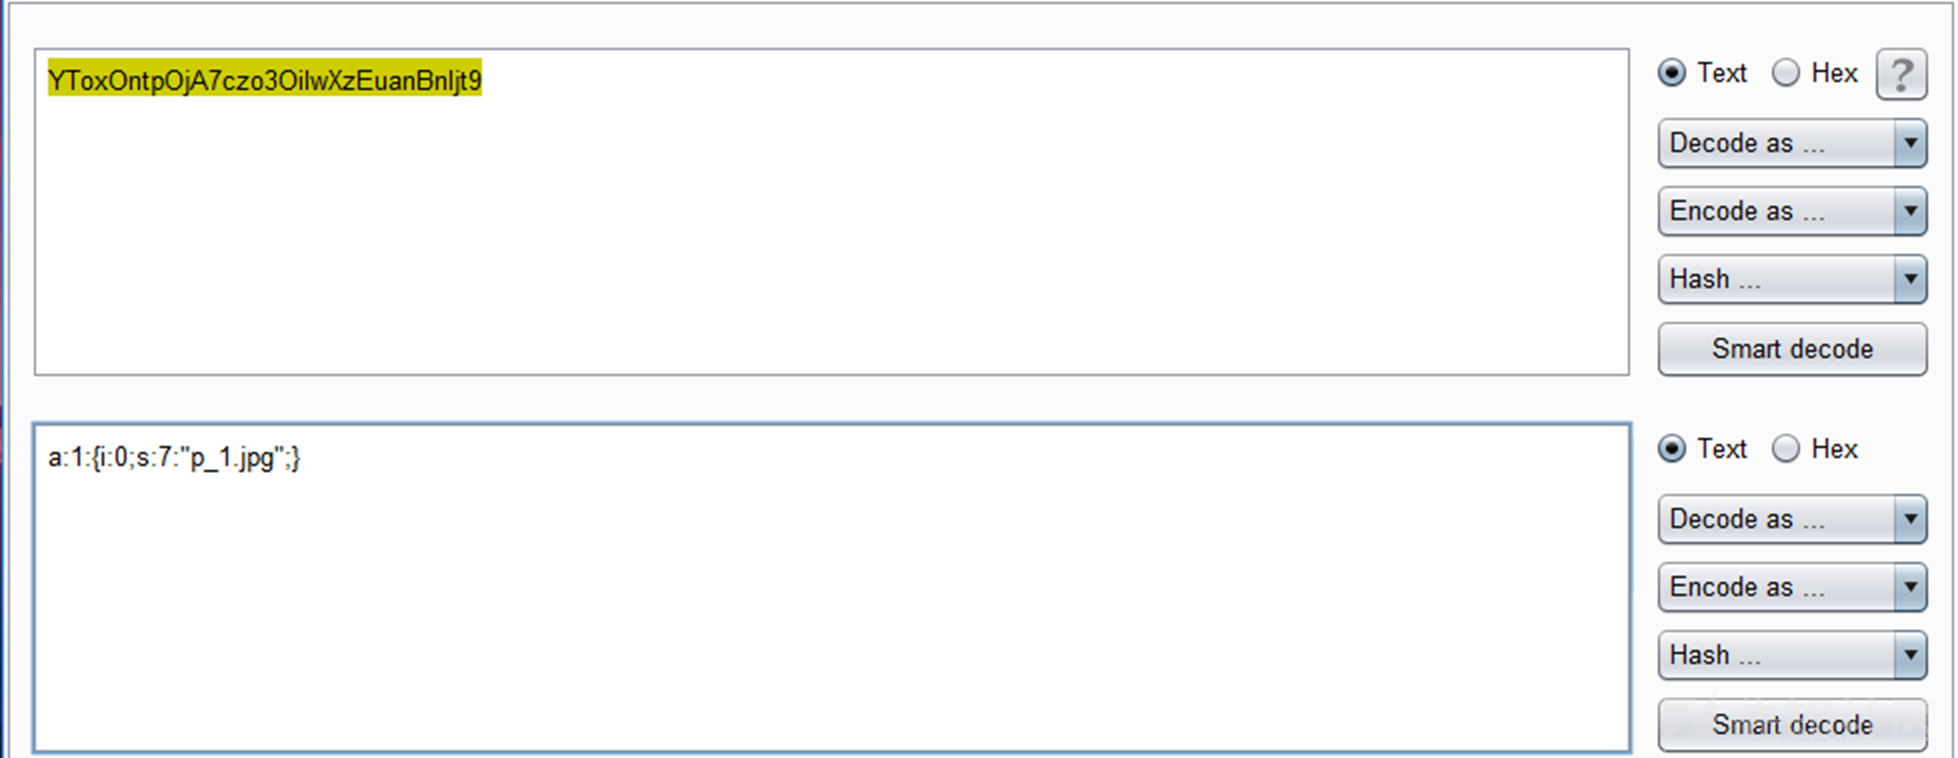 YToxOntpOjA7czo3OiJwXzEuanBnIjt9
Text Hex ?
Decode as ...
Encode as ...
Hash ...
Smart decode
a:1:{i:0;s:7:"p_1.jpg";}
Text Hex
Decode as ...
Encode as ...
Hash ...
Smart decode